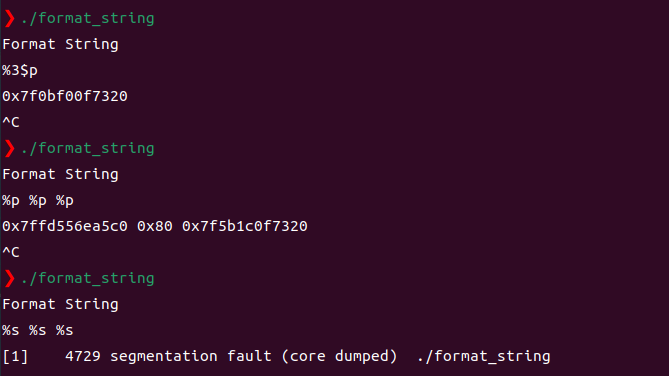 ❯ ./format_string
Format String
%3$p
0x7f0bf00f7320
^C
❯ ./format_string
Format String
%p %p %p
0x7ffd556ea5c0 0x80 0x7f5b1c0f7320
^C
❯ ./format_string
Format String
%s %s %s
[1]    4729 segmentation fault (core dumped)  ./format_string